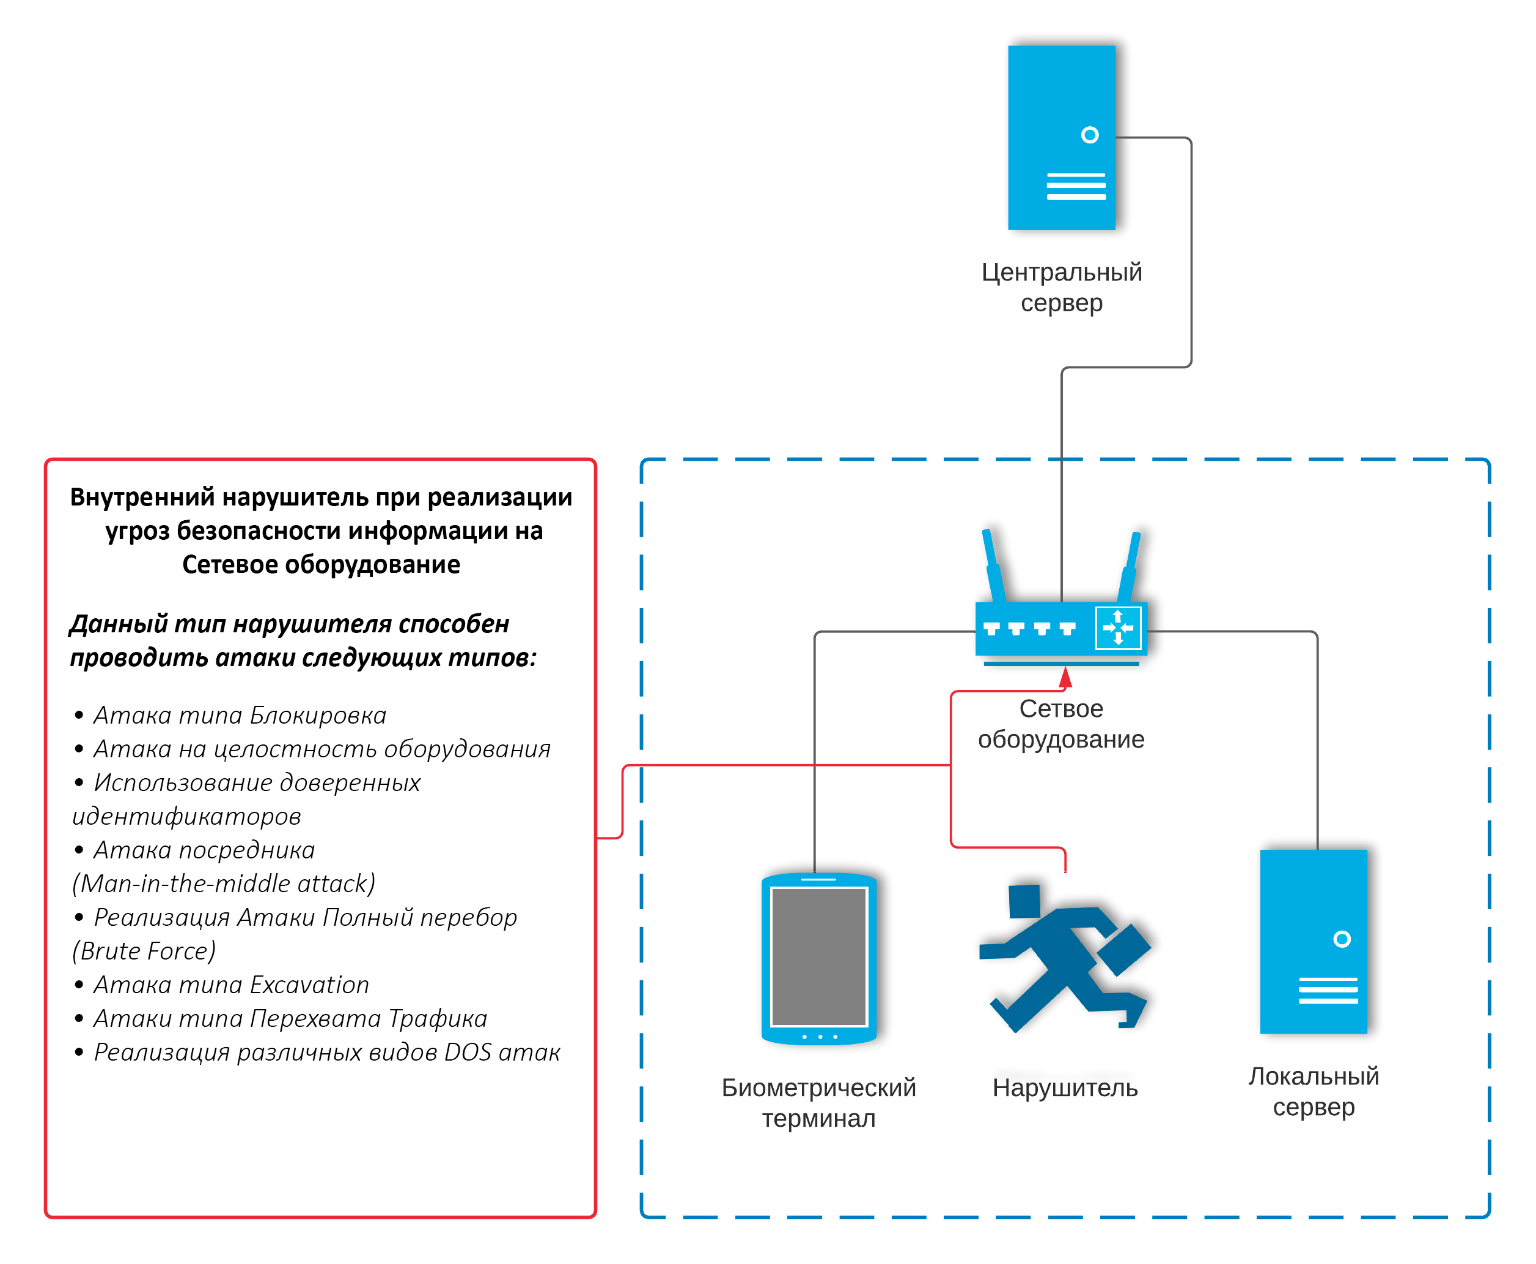 Центральный
сервер
Внутренний нарушитель при реализации
угроз безопасности информации на
Сетевое оборудование
Данный тип нарушителя способен
проводить атаки следующих типов:
• Атака типа Блокировка
• Атака на целостность оборудования
• Использование доверенных
идентификаторов
• Атака посредника
(Man-in-the-middle attack)
• Реализация Атаки Полный перебор
(Brute Force)
• Атака типа Excavation
• Атаки типа Перехвата Трафика
• Реализация различных видов DOS атак
Сетвое
оборудование
Биометрический
терминал
Нарушитель
Локальный
сервер